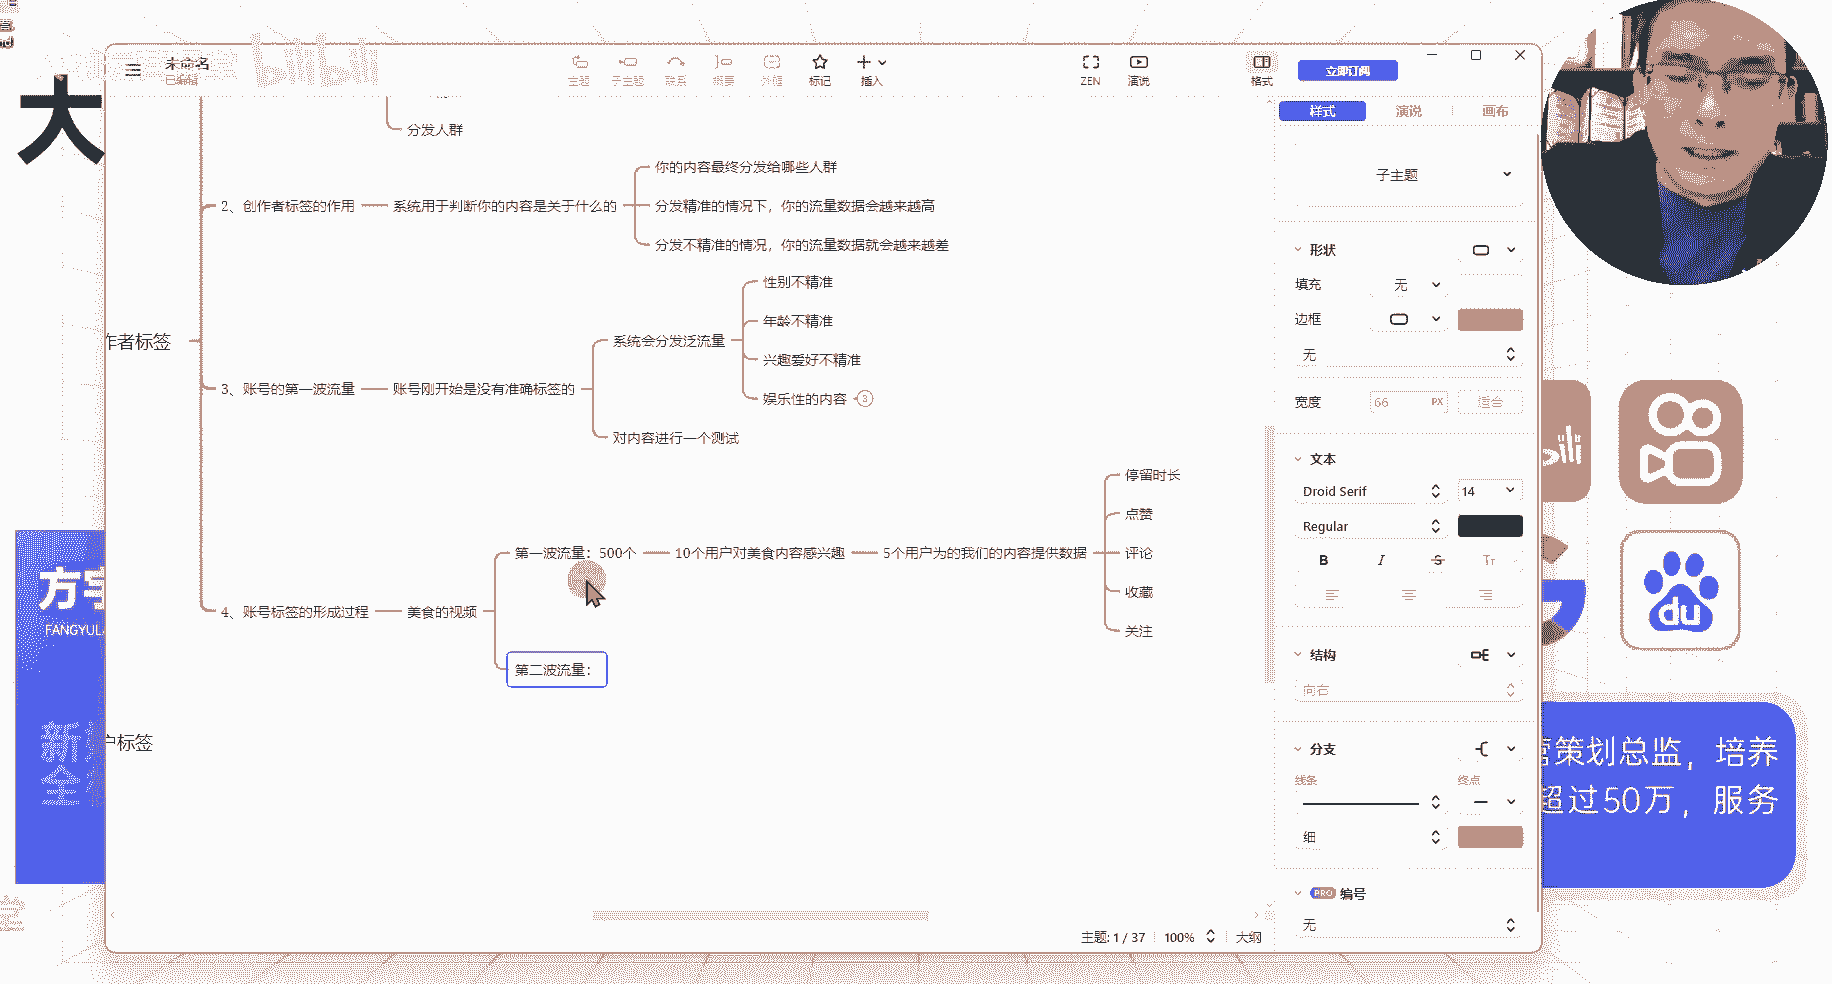 未命名
已编辑
bilibili
主题
子主题
联系
概要
外框
标记
插入
ZEN
演说
格式
立即订阅
大
分发人群
2、创作者标签的作用
系统用于判断你的内容是关于什么的
你的内容最终分发给哪些人群
分发精准的情况下，你的流量数据会越来越高
分发不精准的情况，你的流量数据就会越来越差
作者标签
3、账号的第一波流量
账号刚开始是没有准确标签的
系统会分发泛流量
性别不精准
年龄不精准
兴趣爱好不精准
娱乐性的内容
3
对内容进行一个测试
4、账号标签的形成过程
美食的视频
第一波流量：500个
10个用户对美食内容感兴趣
5个用户为的我们的内容提供数据
停留时长
点赞
评论
收藏
关注
第二波流量：
户标签
样式
演说
画布
子主题
形状
填充
无
边框
无
宽度
66
PX
适合
文本
Droid Serif
14
Regular
B
I
S
Tт
结构
向右
分支
线条
终点
细
PRO 编号
无
主题: 1 / 37
100%
大纲
方宇
FANGYUL
新
全
du
营策划总监，培养
超过50万，服务